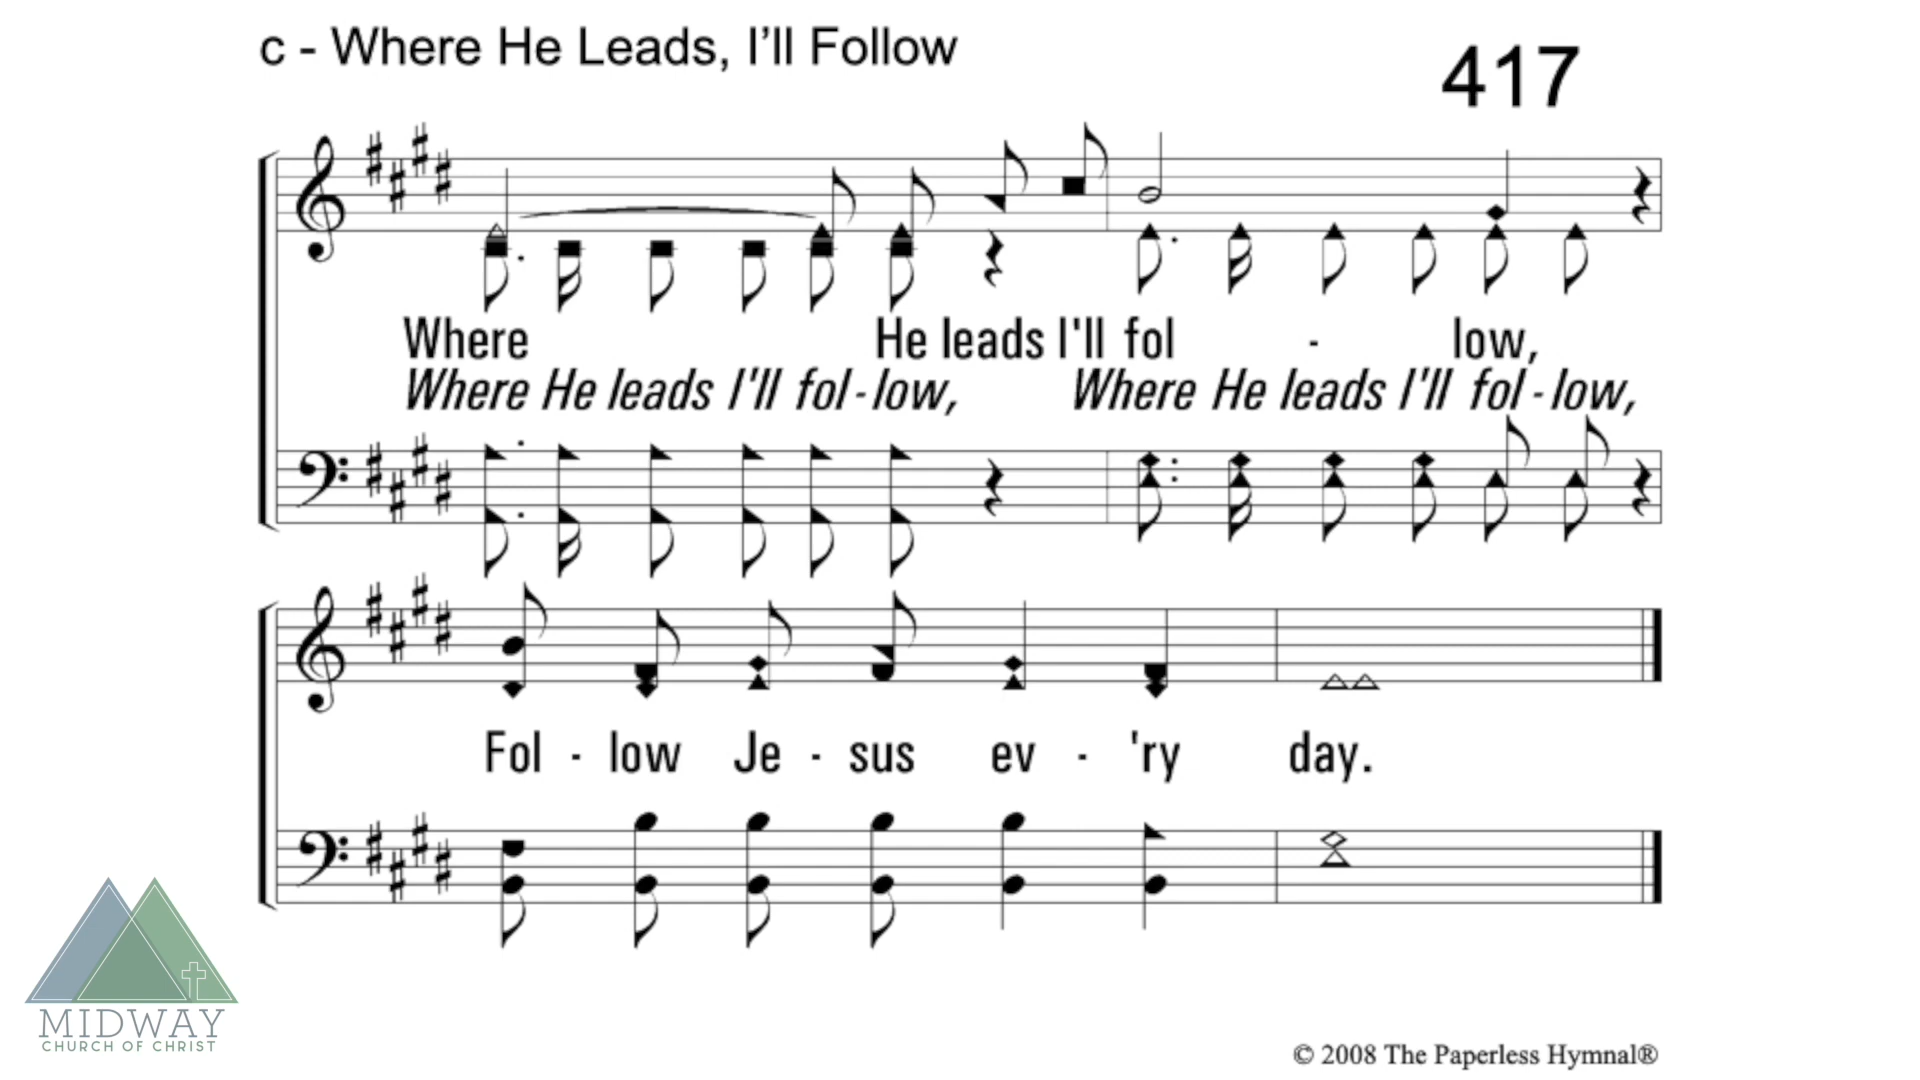 c - Where He Leads, I'll Follow
417
Where He leads I'll fol - low,
Where He leads I'll fol - low, Where He leads I'll fol - low,
Fol - low Je - sus ev - 'ry day.
MIDWAY
CHURCH OF CHRIST
© 2008 The Paperless Hymnal®